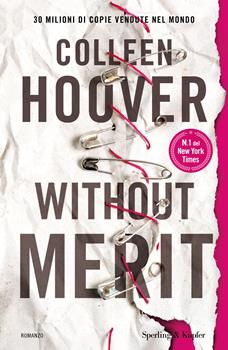 30 MILIONI DI COPIE VENDUTE NEL MONDO
COLLEEN
HOOVER
N.1 del
New York
Times
WITHOUT
MERIT
ROMANZO
Sperling & Kupfer